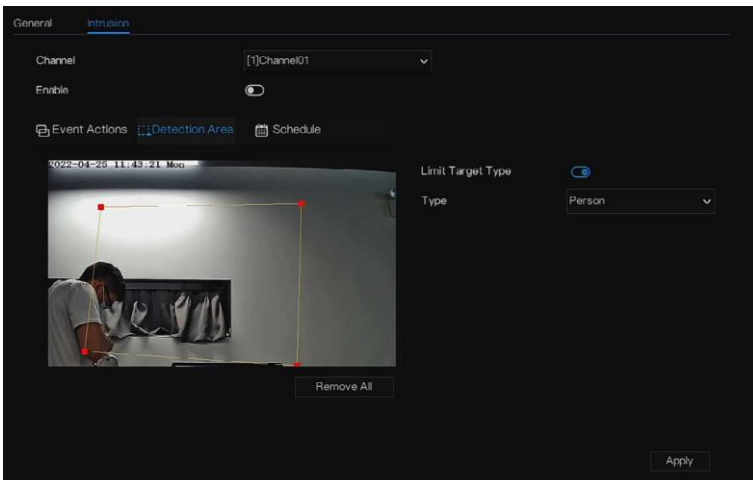 General Intrusion
Channel [1]Channel01
Enable
Event Actions Detection Area Schedule
2022-04-25 11:43:21 Mon
Limit Target Type
Type Person
Remove All
Apply